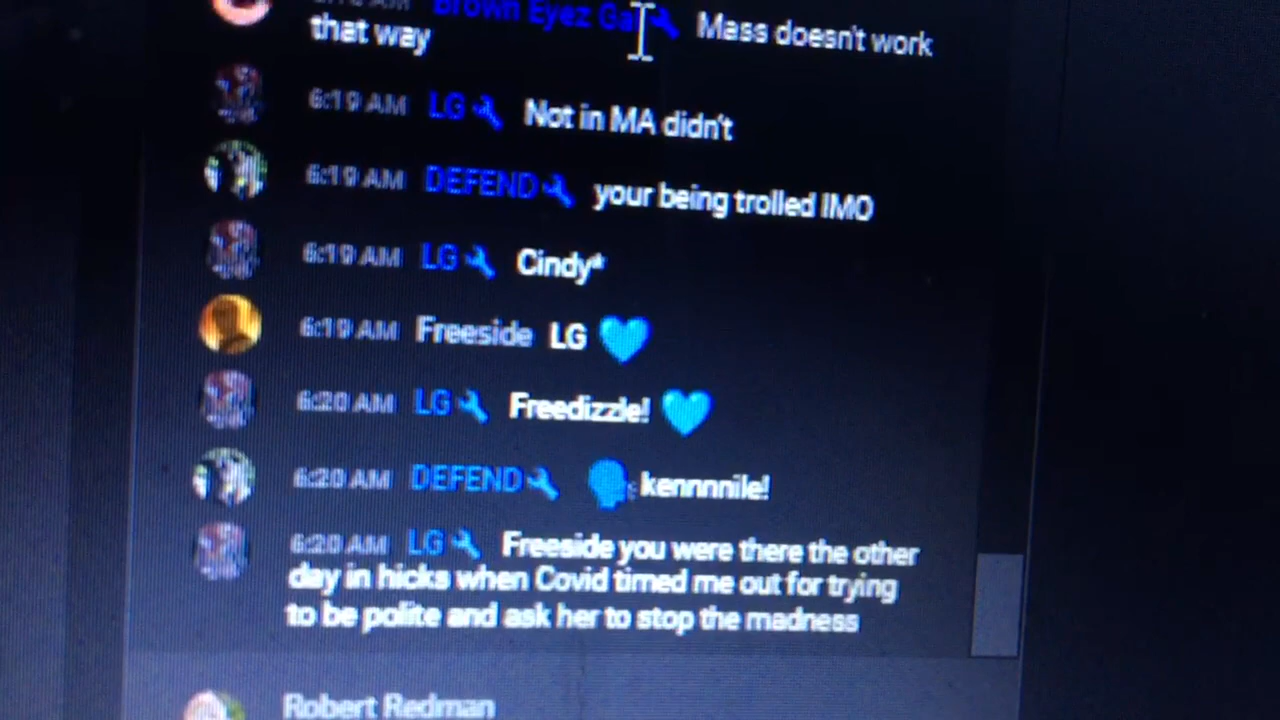 Brown Eyez Gal Mass doesn't work
that way
6:19 AM LG Not in MA didn't
6:19 AM DEFEND your being trolled IMO
6:19 AM LG Cindy*
6:19 AM Freeside LG 💙
6:20 AM LG Freedizzle! 💙
6:20 AM DEFEND 🗣 kennnnile!
6:20 AM LG Freeside you were there the other
day in hicks when Covid timed me out for trying
to be polite and ask her to stop the madness
Robert Redman